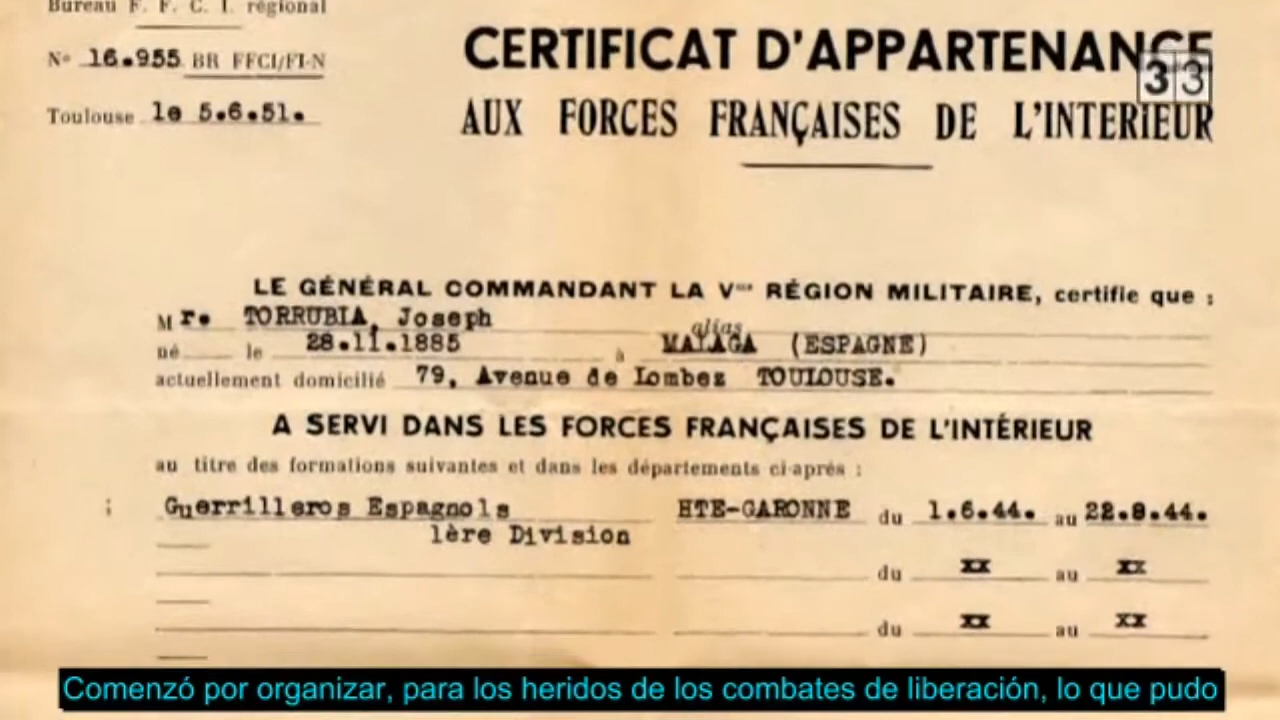 Bureau F. F. C. I. régional
N° 16.955 BR FFCI/FI-N
Toulouse le 5.6.51.
CERTIFICAT D'APPARTENANCE
33
AUX FORCES FRANÇAISES DE L'INTERIEUR
LE GÉNÉRAL COMMANDANT LA Vme RÉGION MILITAIRE, certifie que :
Mr. TORRUBIA, Joseph alias
né le 28.11.1885 à MALAGA (ESPAGNE)
actuellement domicilié 79, Avenue de Lombez TOULOUSE.
A SERVI DANS LES FORCES FRANÇAISES DE L'INTÉRIEUR
au titre des formations suivantes et dans les départements ci-après :
Guerrilleros Espagnols HTE-GARONNE du 1.6.44. au 22.8.44.
1ère Division
du XX au XX
du XX au XX
Comenzó por organizar, para los heridos de los combates de liberación, lo que pudo